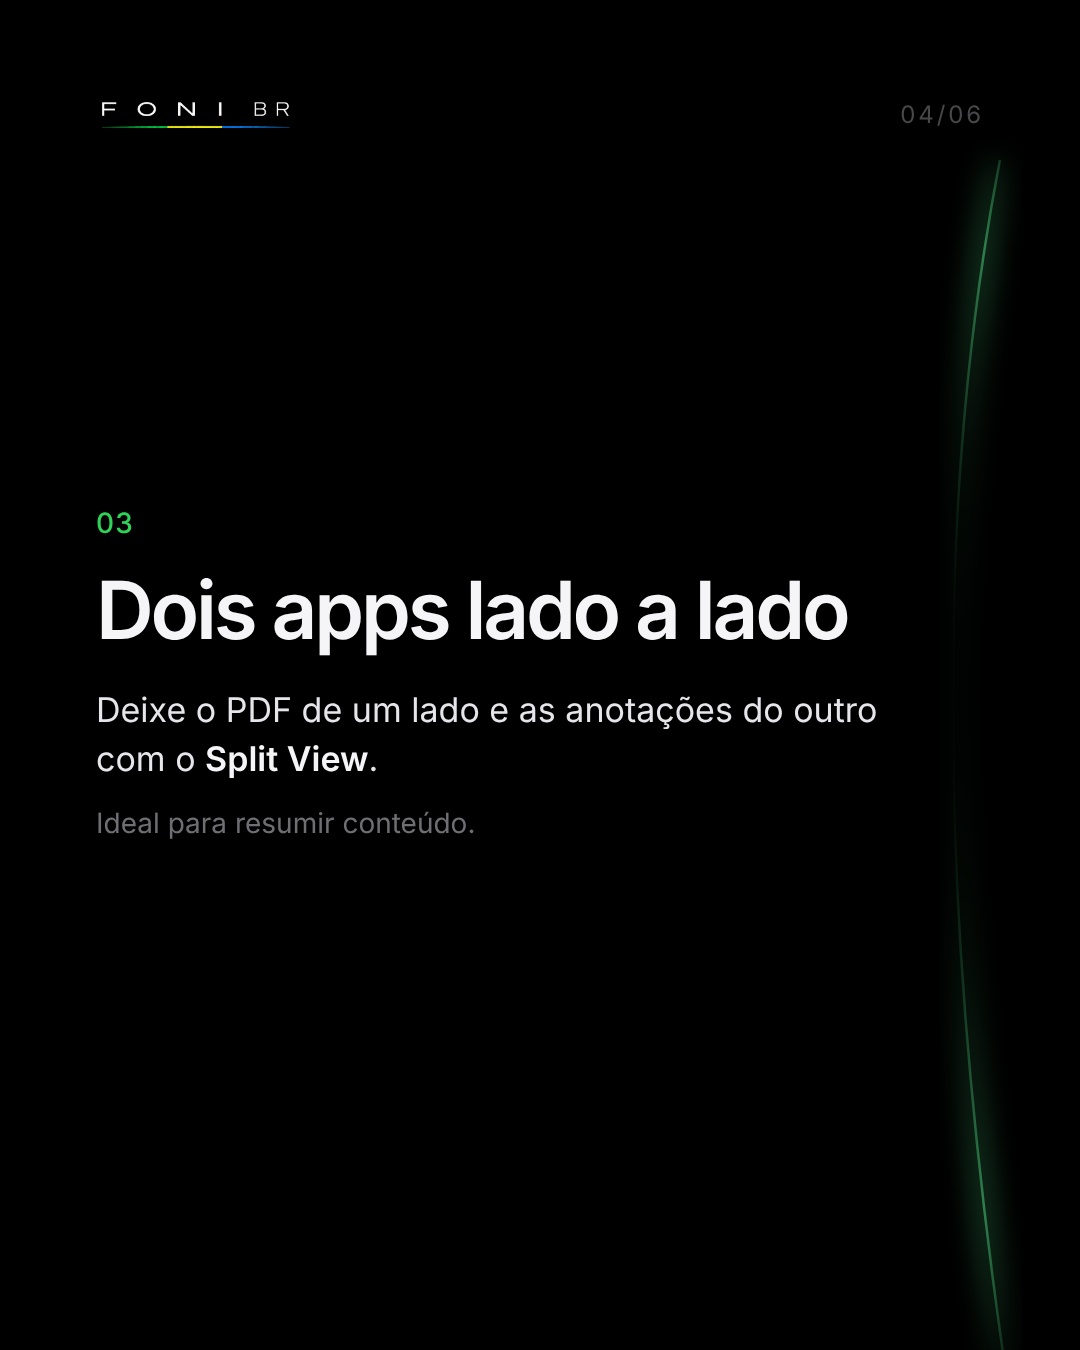 FONI BR
04/06
03
Dois apps lado a lado
Deixe o PDF de um lado e as anotações do outro
com o Split View.
Ideal para resumir conteúdo.